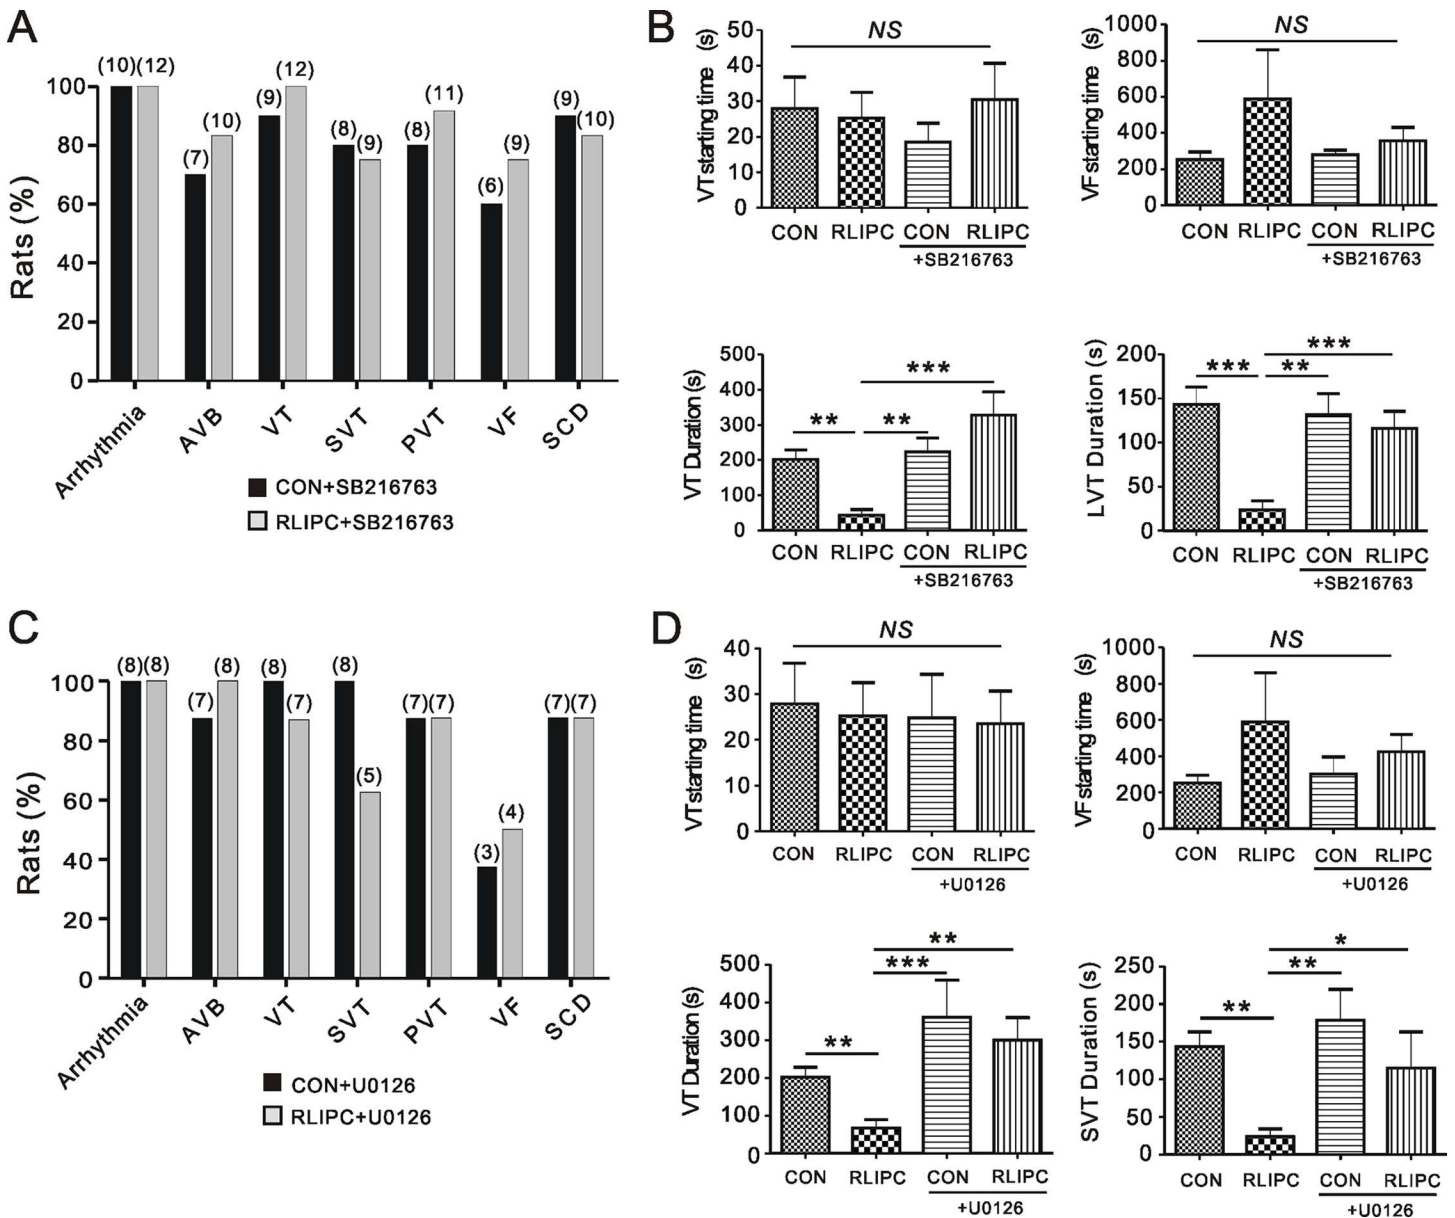 A
(10) (12) (7) (10) (9) (12) (8) (9) (8) (11) (6) (9) (9) (10)
Rats (%)
100
80
60
40
20
0
Arrhythmia AVB VT SVT PVT VF SCD
CON+SB216763
RLIPC+SB216763
B
NS
VT starting time (s)
50
40
30
20
10
0
CON RLIPC CON RLIPC
+SB216763
NS
VF starting time (s)
1000
800
600
400
200
0
CON RLIPC CON RLIPC
+SB216763
VT Duration (s)
500
400
300
200
100
0
***
** **
CON RLIPC CON RLIPC
+SB216763
LVT Duration (s)
200
150
100
50
0
***
*** **
CON RLIPC CON RLIPC
+SB216763
C
(8) (8) (7) (8) (8) (7) (8) (5) (7) (7) (3) (4) (7) (7)
Rats (%)
100
80
60
40
20
0
Arrhythmia AVB VT SVT PVT VF SCD
CON+U0126
RLIPC+U0126
D
NS
VT starting time (s)
40
30
20
10
0
CON RLIPC CON RLIPC
+U0126
NS
VF starting time (s)
1000
800
600
400
200
0
CON RLIPC CON RLIPC
+U0126
VT Duration (s)
500
400
300
200
100
0
**
***
**
CON RLIPC CON RLIPC
+U0126
SVT Duration (s)
250
200
150
100
50
0
*
**
**
CON RLIPC CON RLIPC
+U0126